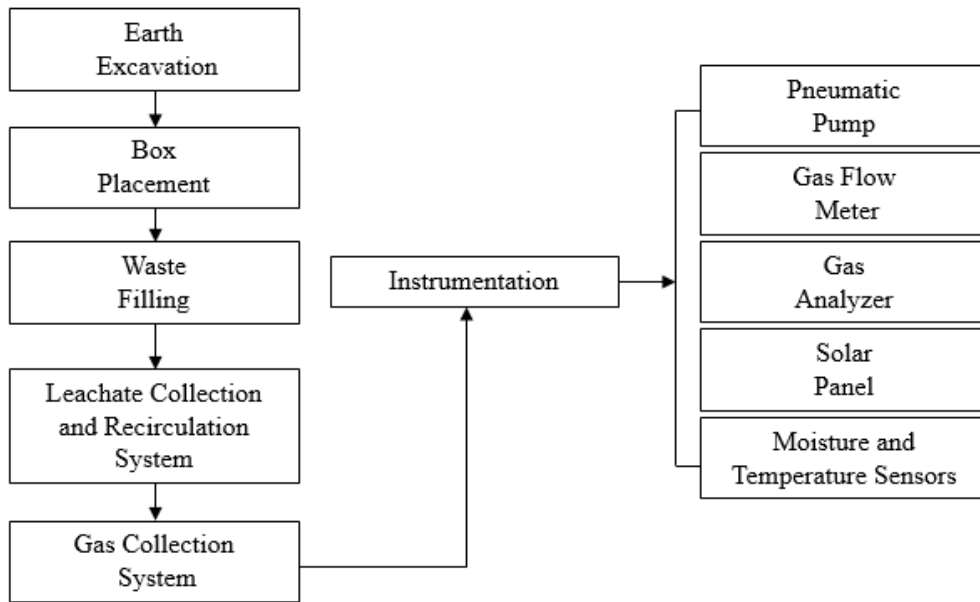 Earth
Excavation
Box
Placement
Waste
Filling
Leachate Collection
and Recirculation
System
Gas Collection
System
Instrumentation
Pneumatic
Pump
Gas Flow
Meter
Gas
Analyzer
Solar
Panel
Moisture and
Temperature Sensors